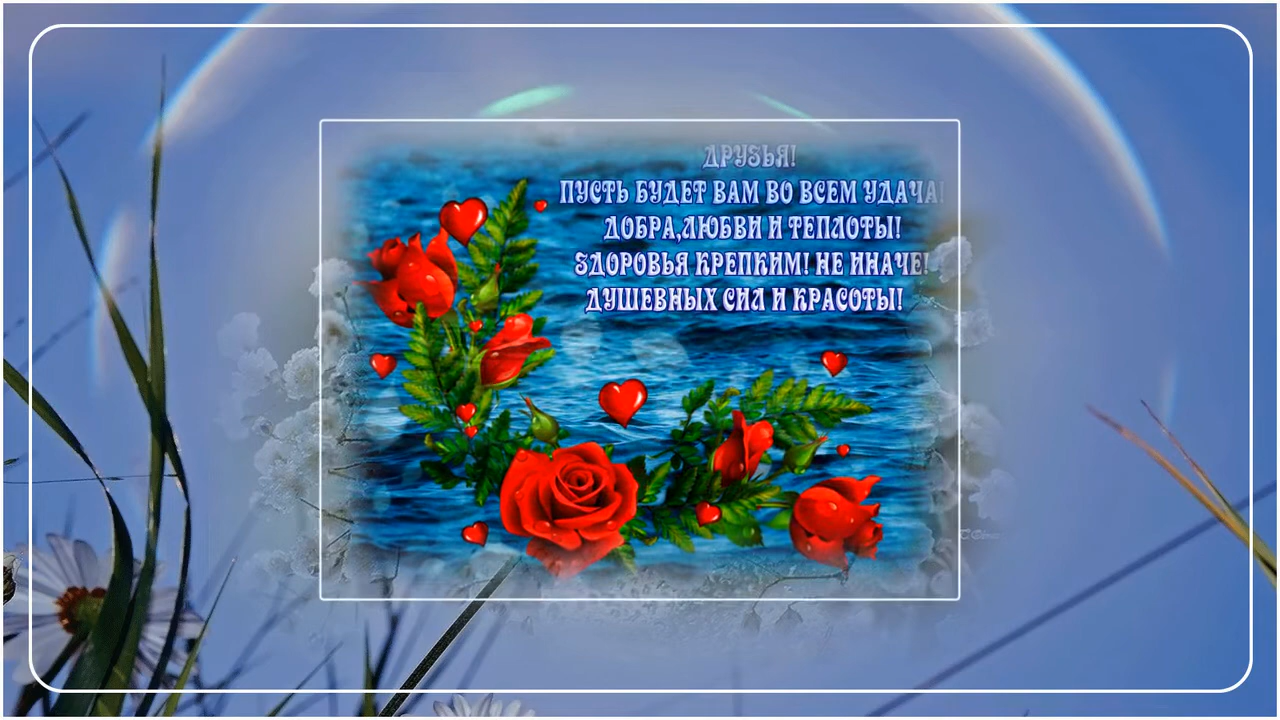 ДРУЗЬЯ!
ПУСТЬ БУДЕТ ВАМ ВО ВСЕМ УДАЧА!
ДОБРА,ЛЮБВИ И ТЕПЛОТЫ!
ЗДОРОВЬЯ КРЕПКИМ! НЕ ИНАЧЕ!
ДУШЕВНЫХ СИЛ И КРАСОТЫ!